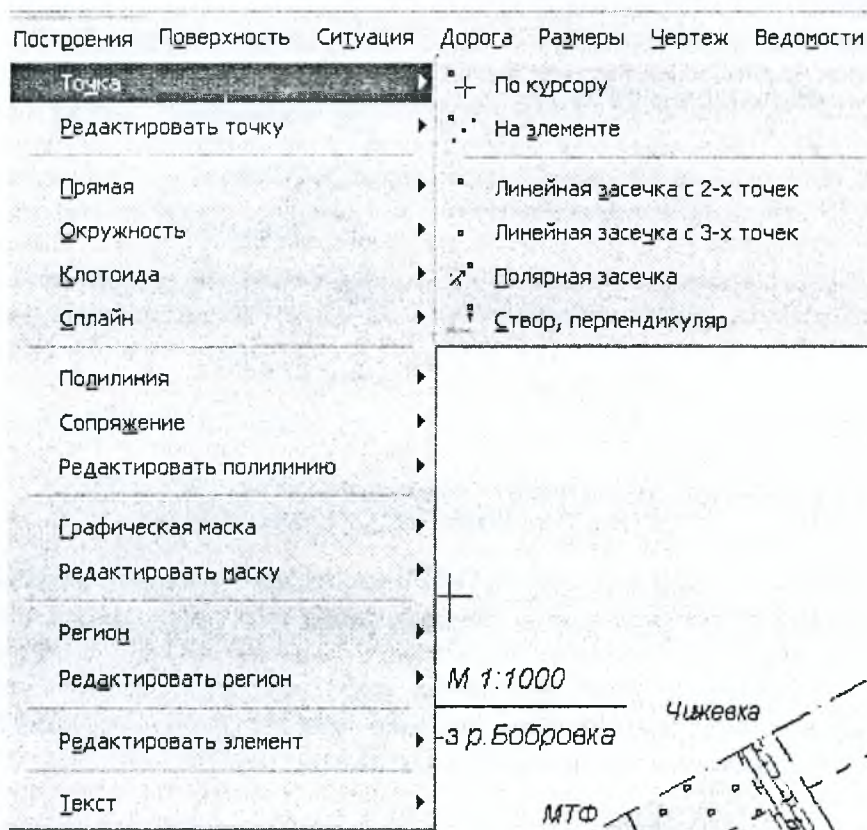 Построения Поверхность Ситуация Дорога Размеры Чертеж Ведомости
Точка
Редактировать точку
Прямая
Окружность
Клотоида
Сплайн
Полилиния
Сопряжение
Редактировать полилинию
Графическая маска
Редактировать маску
Регион
Редактировать регион
Редактировать элемент
Текст
По курсору
На элементе
Линейная засечка с 2-х точек
Линейная засечка с 3-х точек
Полярная засечка
Створ, перпендикуляр
М 1:1000
з р. Бобровка
Чижевка
МТФ